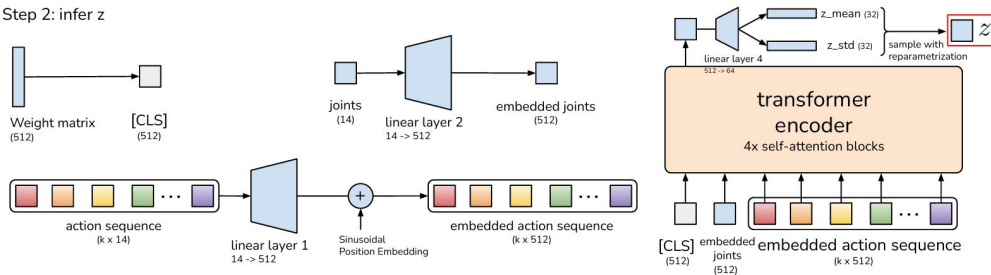 Step 2: infer z
Weight matrix
(512)
[CLS]
(512)
joints
(14)
linear layer 2
14 -> 512
embedded joints
(512)
action sequence
(k x 14)
linear layer 1
14 -> 512
+
Sinusoidal
Position Embedding
embedded action sequence
(k x 512)
z_mean (32)
z_std (32)
linear layer 4
512 -> 64
sample with
reparametrization
z
transformer
encoder
4x self-attention blocks
[CLS]
(512)
embedded
joints
(512)
embedded action sequence
(k x 512)